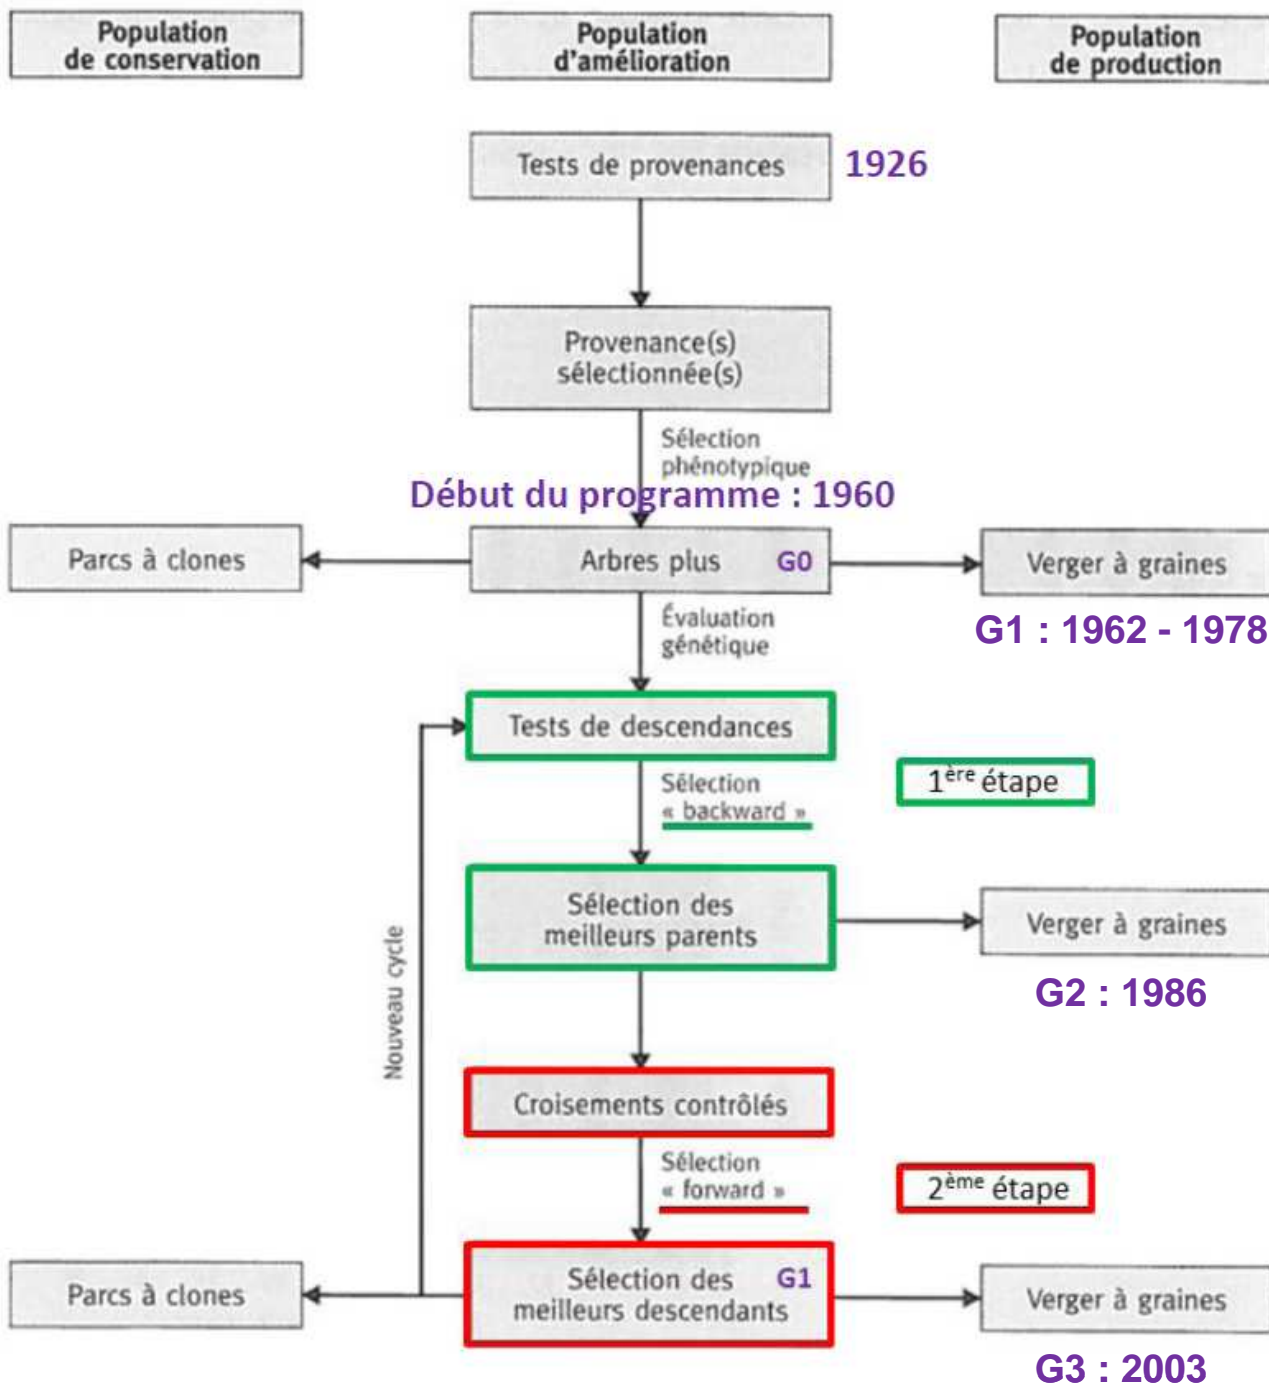 Population
de conservation
Population
d'amélioration
Population
de production
Tests de provenances
1926
Provenance(s)
sélectionnée(s)
Sélection
phénotypique
Début du programme : 1960
Parcs à clones
Arbres plus G0
Verger à graines
G1 : 1962 - 1978
Évaluation
génétique
Tests de descendances
Sélection
« backward »
1ère étape
Sélection des
meilleurs parents
Verger à graines
G2 : 1986
Nouveau cycle
Croisements contrôlés
Sélection
« forward »
2ème étape
Parcs à clones
Sélection des G1
meilleurs descendants
Verger à graines
G3 : 2003